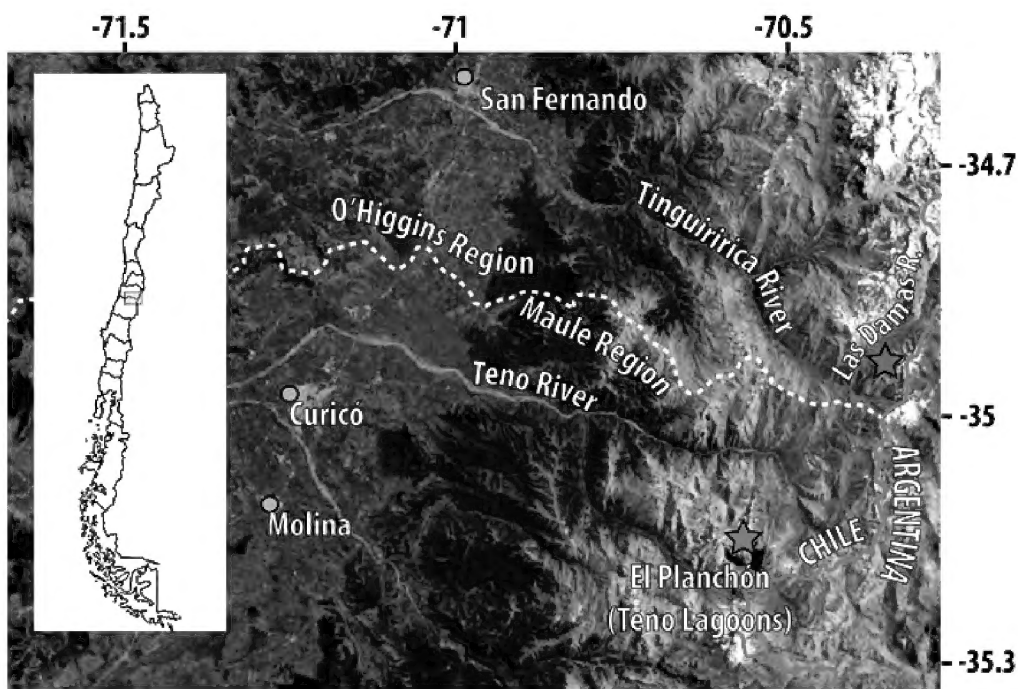 -71.5
-71
-70.5
San Fernando
-34.7
O'Higgins Region
Tinguiririca River
Maule Region
Las Damas R.
Teno River
Curicó
-35
Molina
ARGENTINA
CHILE
El Planchón
(Teno Lagoons)
-35.3